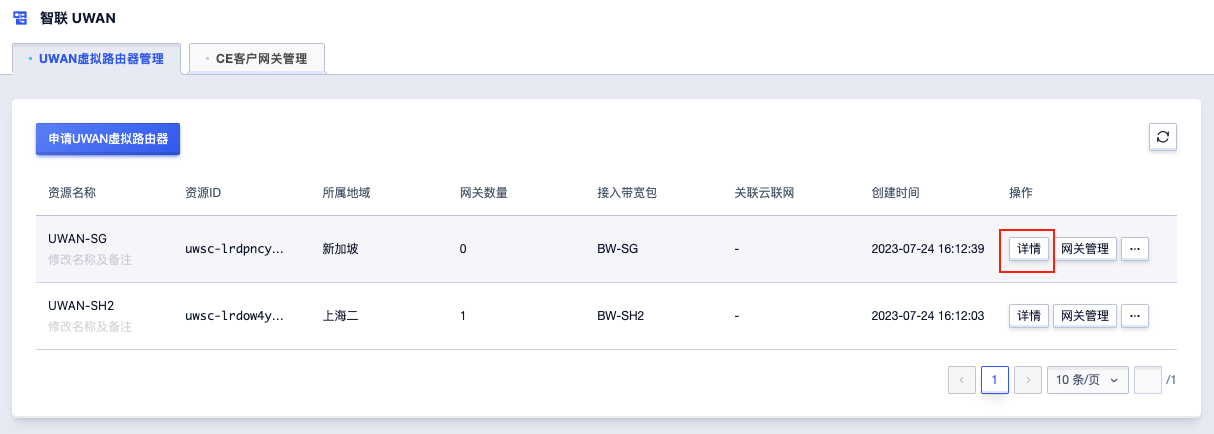 智联 UWAN
UWAN虚拟路由器管理 CE客户网关管理
申请UWAN虚拟路由器
资源名称 资源ID 所属地域 网关数量 接入带宽包 关联云联网 创建时间 操作
UWAN-SG
修改名称及备注
uwsc-lrdpncy... 新加坡 0 BW-SG - 2023-07-24 16:12:39 详情 网关管理 ...
UWAN-SH2
修改名称及备注
uwsc-lrdow4y... 上海二 1 BW-SH2 - 2023-07-24 16:12:03 详情 网关管理 ...
1 10 条/页 /1